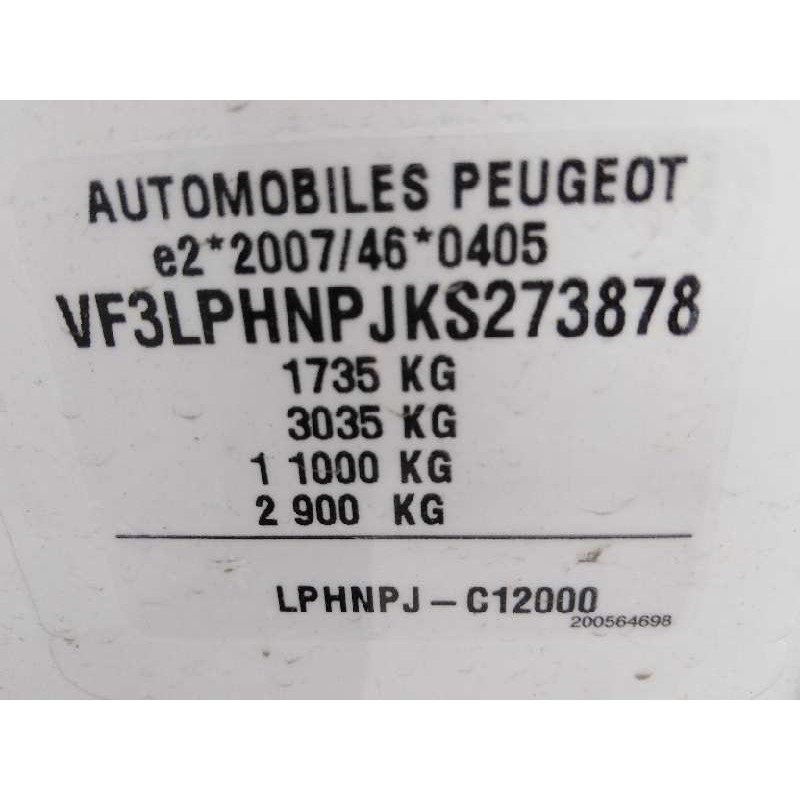 AUTOMOBILES PEUGEOT
e2*2007/46*0405
VF3LPHNPJKS273878
1735 KG
3035 KG
1 1000 KG
2 900 KG
LPHNPJ-C12000
200564698